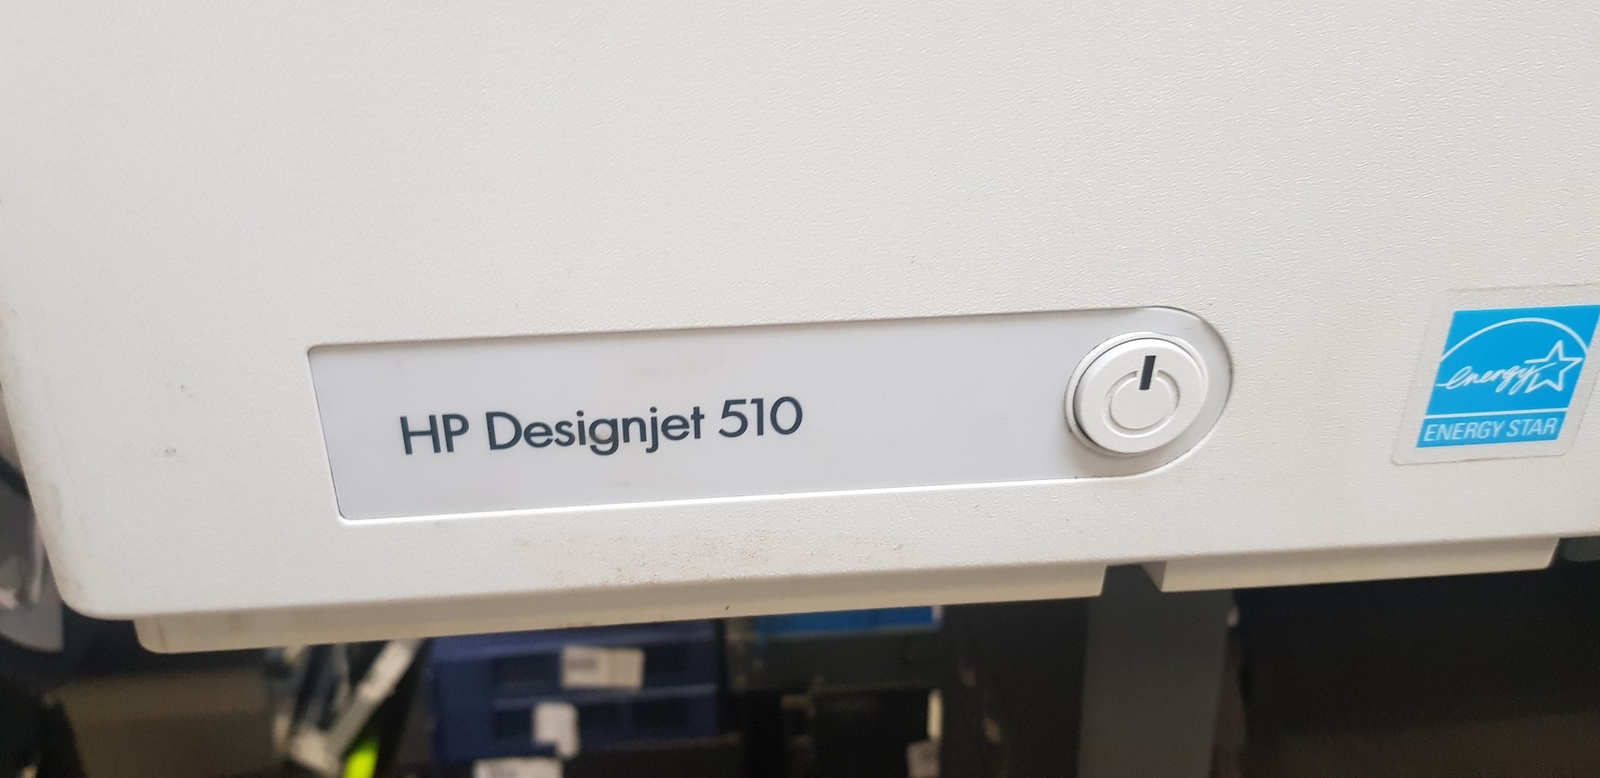 HP Designjet 510
energy
ENERGY STAR